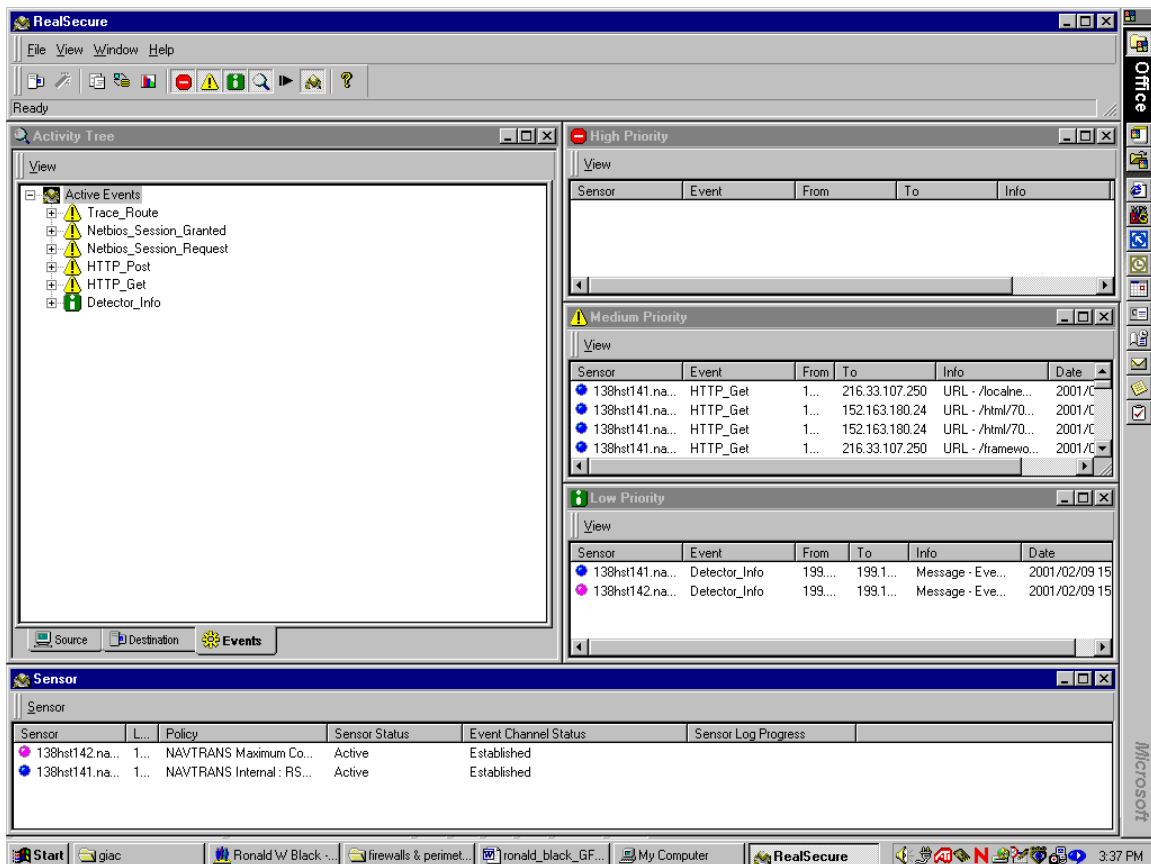 RealSecure
File View Window Help
Ready
Activity Tree
View
Active Events
Trace_Route
Netbios_Session_Granted
Netbios_Session_Request
HTTP_Post
HTTP_Get
Detector_Info
Source Destination Events
High Priority
View
Sensor Event From To Info
Medium Priority
View
Sensor Event From To Info Date
138hst141.na... HTTP_Get 1... 216.33.107.250 URL - /localne... 2001/0
138hst141.na... HTTP_Get 1... 152.163.180.24 URL - /html/70... 2001/0
138hst141.na... HTTP_Get 1... 152.163.180.24 URL - /html/70... 2001/0
138hst141.na... HTTP_Get 1... 216.33.107.250 URL - /framewo... 2001/0
Low Priority
View
Sensor Event From To Info Date
138hst141.na... Detector_Info 199.... 199.1... Message - Eve... 2001/02/09 15
138hst142.na... Detector_Info 199.... 199.1... Message - Eve... 2001/02/09 15
Sensor
Sensor
Sensor L... Policy Sensor Status Event Channel Status Sensor Log Progress
138hst142.na... 1... NAVTRANS Maximum Co... Active Established
138hst141.na... 1... NAVTRANS Internal : RS... Active Established
Office
Microsoft
Start giac Ronald W Black -... firewalls & perimet... ronald_black_GF... My Computer RealSecure 3:37 PM